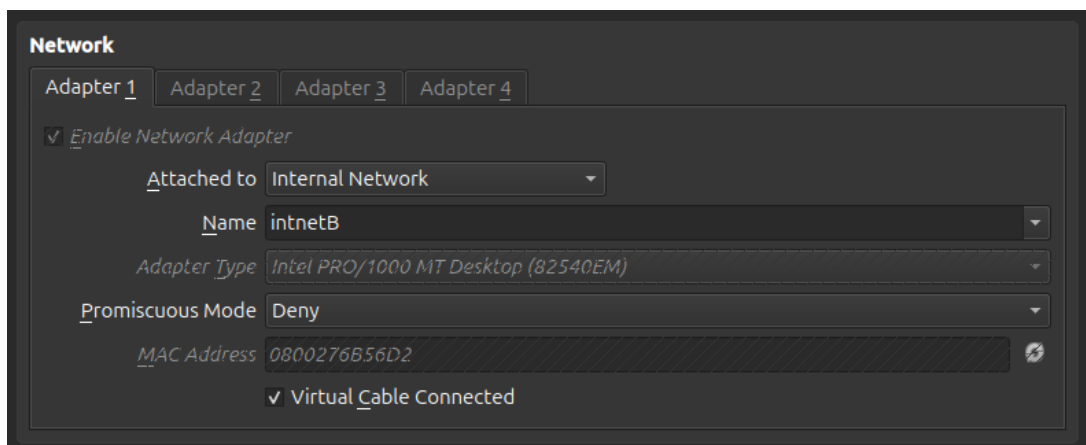 Network
Adapter 1 Adapter 2 Adapter 3 Adapter 4
Enable Network Adapter
Attached to Internal Network
Name intnetB
Adapter Type Intel PRO/1000 MT Desktop (82540EM)
Promiscuous Mode Deny
MAC Address 0800276B56D2
Virtual Cable Connected